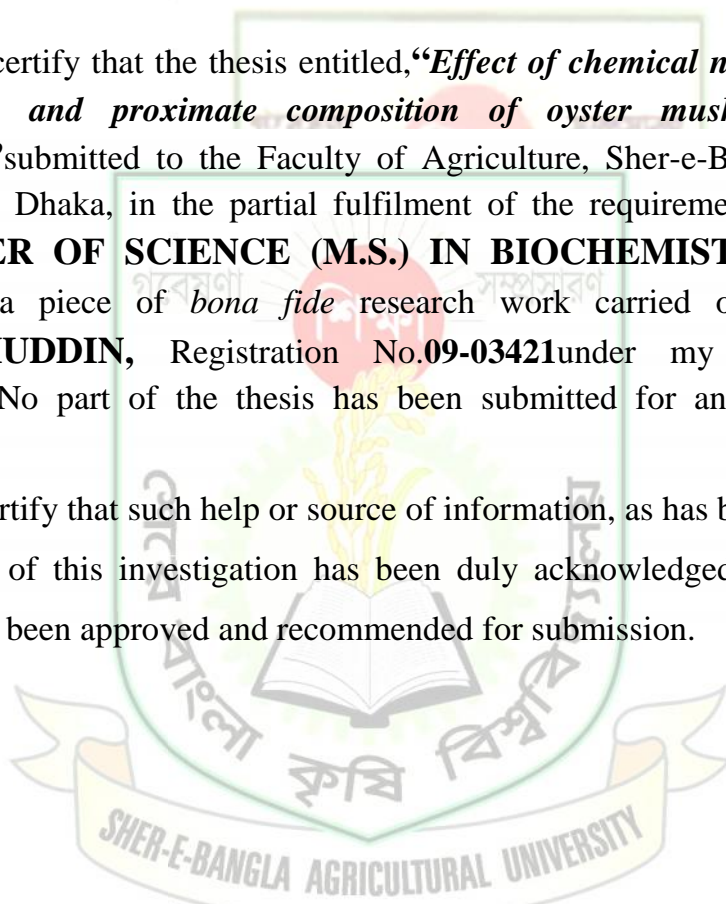 certify that the thesis entitled,“Effect of chemical n
and proximate composition of oyster mush
”submitted to the Faculty of Agriculture, Sher-e-B
Dhaka, in the partial fulfilment of the requireme
ER OF SCIENCE (M.S.) IN BIOCHEMIST
a piece of bona fide research work carried o
UDDIN, Registration No.09-03421under my
No part of the thesis has been submitted for an
rtify that such help or source of information, as has b
of this investigation has been duly acknowledged
been approved and recommended for submission.
গবেষণা
শিক্ষা
সম্প্রসারণ
শেরে বাংলা কৃষি বিশ্ববিদ্যালয়
SHER-E-BANGLA AGRICULTURAL UNIVERSITY